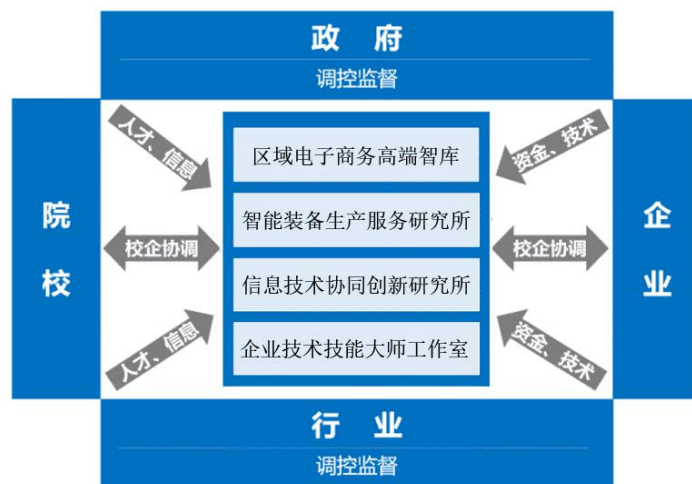 政 府
调控监督
人才、信息
资金、技术
区域电子商务高端智库
院
校
智能装备生产服务研究所
企
业
校企协调
校企协调
信息技术协同创新研究所
人才、信息
资金、技术
企业技术技能大师工作室
行 业
调控监督